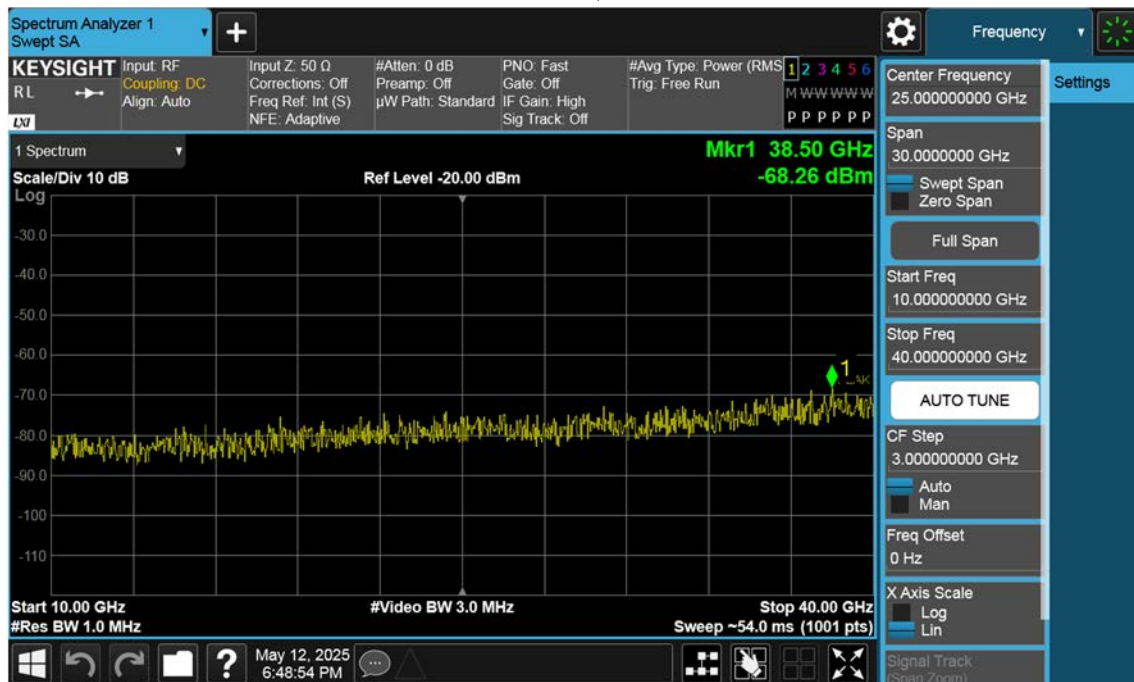 Spectrum Analyzer 1
Swept SA
Frequency
KEYSIGHT
R L
LXI
Input: RF
Coupling: DC
Align: Auto
Input Z: 50 Ω
Corrections: Off
Freq Ref: Int (S)
NFE: Adaptive
#Atten: 0 dB
Preamp: Off
µW Path: Standard
PNO: Fast
Gate: Off
IF Gain: High
Sig Track: Off
#Avg Type: Power (RMS
Trig: Free Run
1 2 3 4 5 6
M W W W W W
P P P P P P
1 Spectrum
Scale/Div 10 dB
Ref Level -20.00 dBm
Mkr1 38.50 GHz
-68.26 dBm
Log
-30.0
-40.0
-50.0
-60.0
-70.0
-80.0
-90.0
-100
-110
1
Start 10.00 GHz
#Video BW 3.0 MHz
Stop 40.00 GHz
#Res BW 1.0 MHz
Sweep ~54.0 ms (1001 pts)
?
May 12, 2025
6:48:54 PM
Center Frequency
25.000000000 GHz
Settings
Span
30.0000000 GHz
Swept Span
Zero Span
Full Span
Start Freq
10.000000000 GHz
Stop Freq
40.000000000 GHz
AUTO TUNE
CF Step
3.000000000 GHz
Auto
Man
Freq Offset
0 Hz
X Axis Scale
Log
Lin
Signal Track
(Span Zoom)